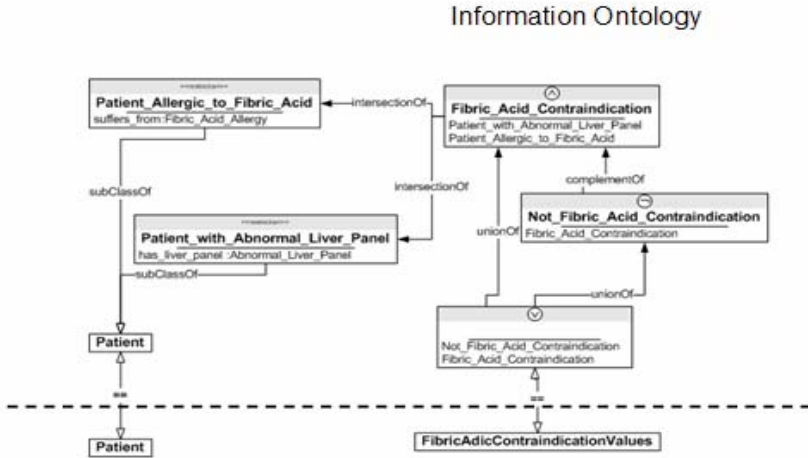 Information Ontology
Patient_Allergic_to_Fibric_Acid
suffers_from:Fibric_Acid_Allergy
intersectionOf
Fibric_Acid_Contraindication
Patient_with_Abnormal_Liver_Panel
Patient_Allergic_to_Fibric_Acid
subClassOf
intersectionOf
complementOf
Not_Fibric_Acid_Contraindication
Fibric_Acid_Contraindication
unionOf
Patient_with_Abnormal_Liver_Panel
has_liver_panel :Abnormal_Liver_Panel
subClassOf
unionOf
Patient
Not_Fibric_Acid_Contraindication
Fibric_Acid_Contraindication
==
==
Patient
FibricAdicContraindicationValues